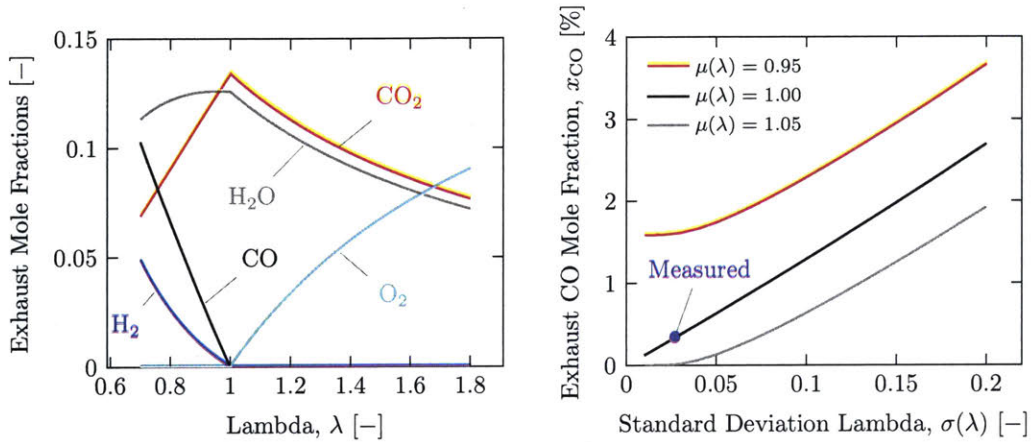 Exhaust Mole Fractions [−]
0.15
0.1
0.05
0
CO₂
H₂O
CO
O₂
H₂
0.6 0.8 1 1.2 1.4 1.6 1.8
Lambda, λ [−]
Exhaust CO Mole Fraction, x_CO [%]
4
3
2
1
0
μ(λ) = 0.95
μ(λ) = 1.00
μ(λ) = 1.05
Measured
0 0.05 0.1 0.15 0.2
Standard Deviation Lambda, σ(λ) [−]